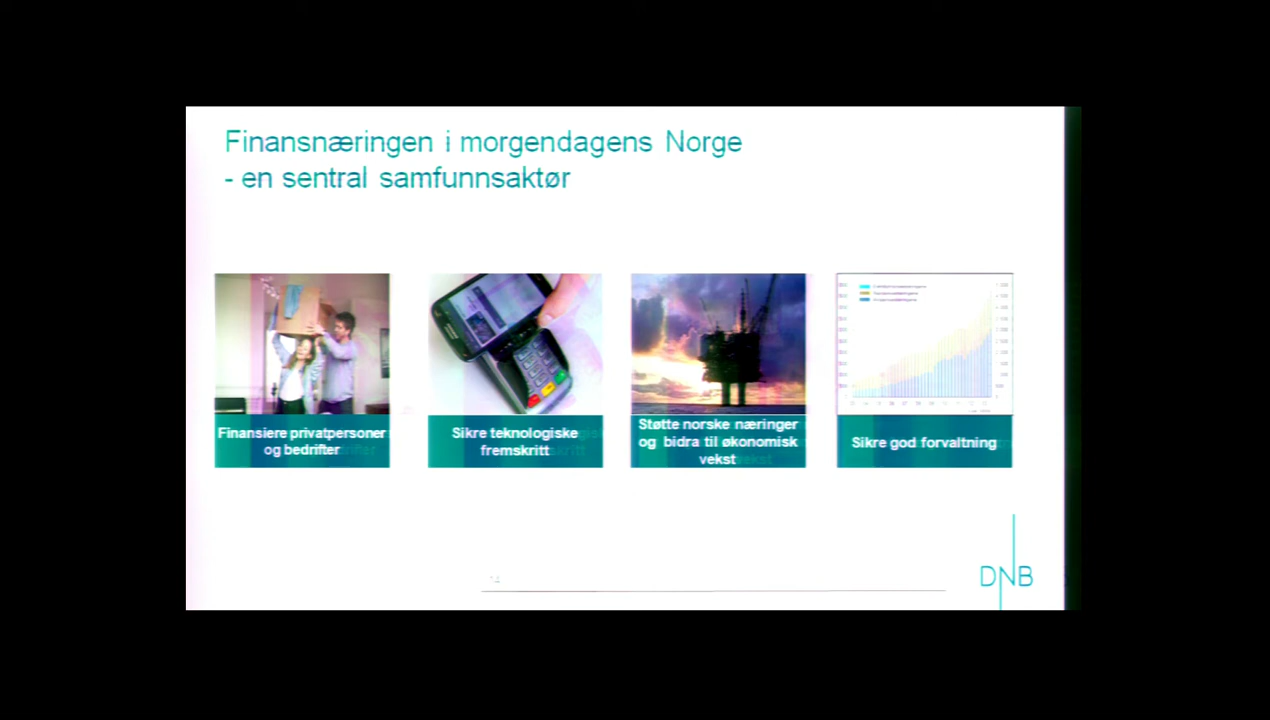 Finansnæringen i morgendagens Norge
- en sentral samfunnsaktør
Finansiere privatpersoner
og bedrifter
Sikre teknologiske
fremskritt
Støtte norske næringer
og bidra til økonomisk
vekst
Sikre god forvaltning
14
DNB